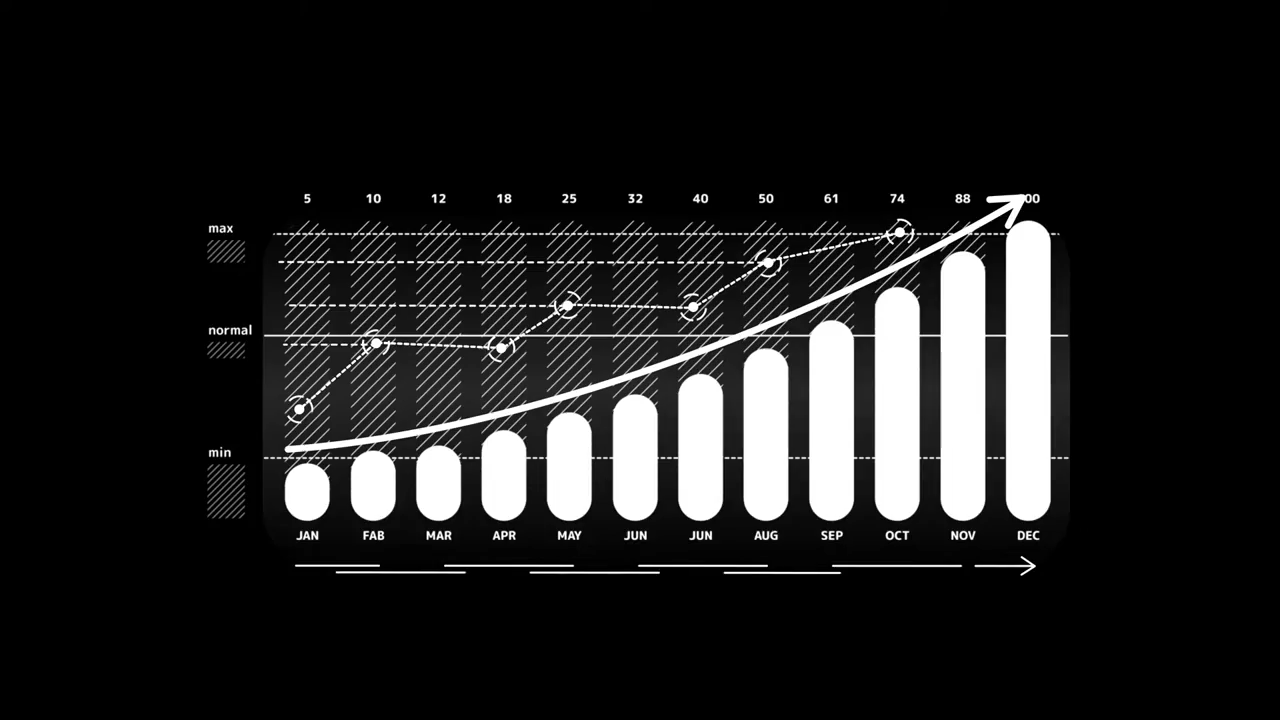 5 10 12 18 25 32 40 50 61 74 88 00
max
normal
min
JAN FAB MAR APR MAY JUN JUN AUG SEP OCT NOV DEC